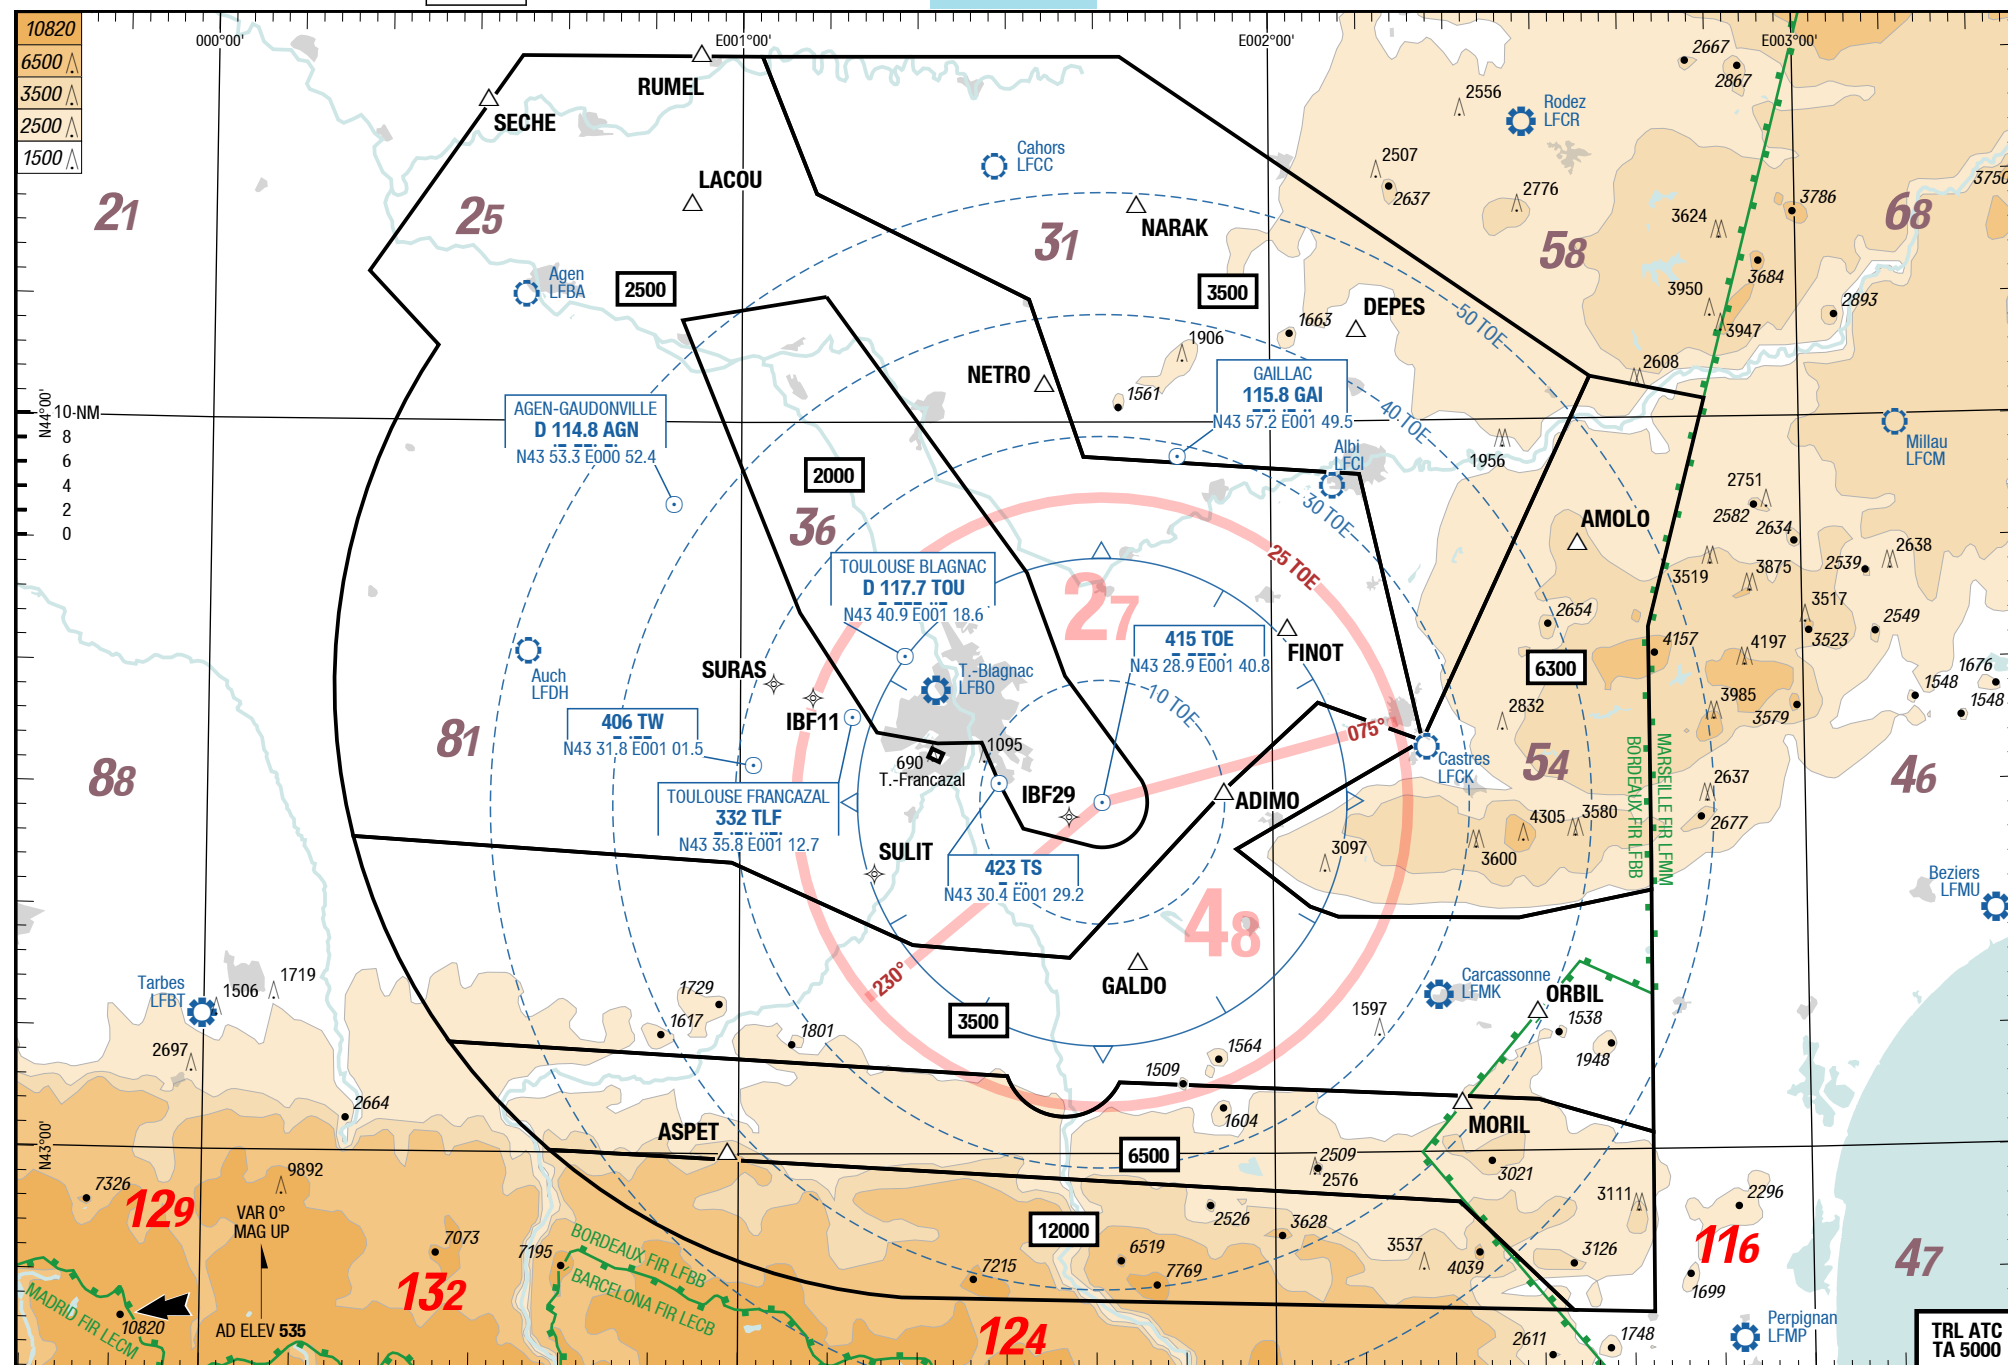 10820
6500
3500
2500
1500
000°00'
E001°00'
E002°00'
E003°00'
RUMEL
SECHE
LACOU
Cahors
LFCC
NARAK
Rodez
LFCR
2556
2667
2867
2507
2637
2776
3624
3786
3750
3684
3950
3947
2893
2608
21
25
31
58
68
Agen
LFBA
2500
3500
DEPES
1663
1906
1561
NETRO
50 TOE
40 TOE
30 TOE
GAILLAC
115.8 GAI
N43 57.2 E001 49.5
AGEN-GAUDONVILLE
D 114.8 AGN
N43 53.3 E000 52.4
N44°00'
10 NM
8
6
4
2
0
Albi
LFCI
1956
Millau
LFCM
2000
36
AMOLO
2751
2582
2634
2539
2638
3519
3875
3517
3523
2549
2654
4157
4197
1676
1548
1548
3985
3579
6300
2832
25 TOE
27
TOULOUSE BLAGNAC
D 117.7 TOU
N43 40.9 E001 18.6
415 TOE
N43 28.9 E001 40.8
FINOT
10 TOE
Auch
LFDH
SURAS
IBF11
T.-Blagnac
LFBO
406 TW
N43 31.8 E001 01.5
81
88
075°
Castres
LFCK
54
46
MARSEILLE FIR LFMM
BORDEAUX FIR LFBB
690
T.-Francazal
1095
IBF29
ADIMO
TOULOUSE FRANCAZAL
332 TLF
N43 35.8 E001 12.7
SULIT
423 TS
N43 30.4 E001 29.2
2637
2677
4305
3580
3600
3097
Beziers
LFMU
48
230°
GALDO
Carcassonne
LFMK
ORBIL
1597
1538
1948
Tarbes
LFBT
1506
1719
1729
1617
1801
3500
2697
1564
1509
1604
MORIL
2664
N43°00'
ASPET
6500
2509
2576
3021
3111
2296
7326
9892
129
VAR 0°
MAG UP
2526
3628
12000
116
7073
7195
BORDEAUX FIR LFBB
BARCELONA FIR LECB
6519
7215
7769
3537
4039
3126
1699
47
132
MADRID FIR LECM
10820
AD ELEV 535
124
2611
1748
Perpignan
LFMP
TRL ATC
TA 5000